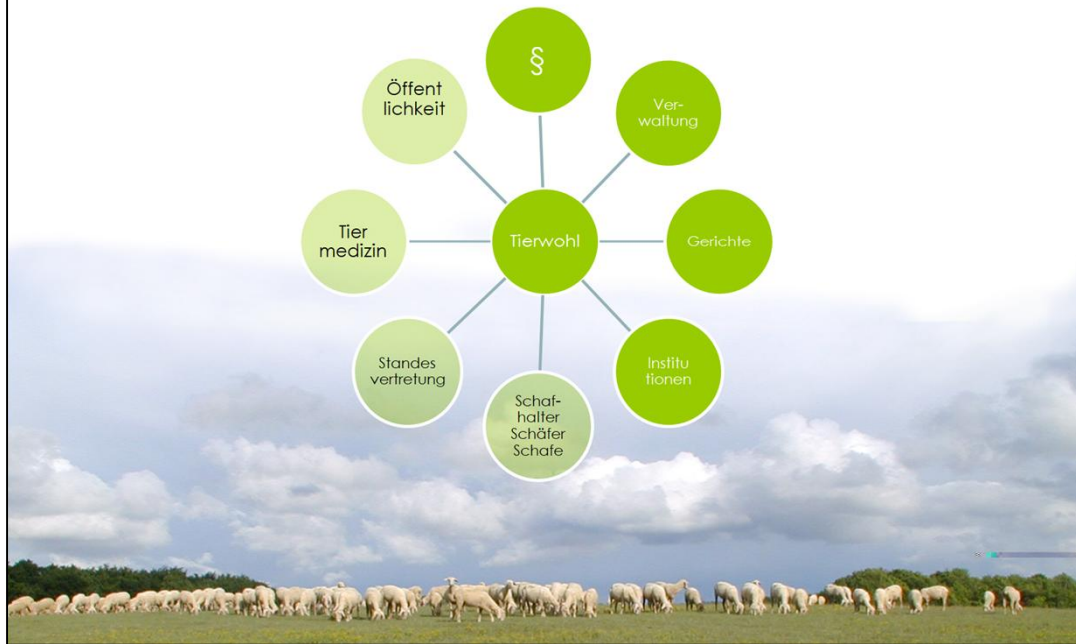 §
Ver-
waltung
Gerichte
Institu
tionen
Schaf-
halter
Schäfer
Schafe
Standes
vertretung
Tier
medizin
Öffent
lichkeit
Tierwohl